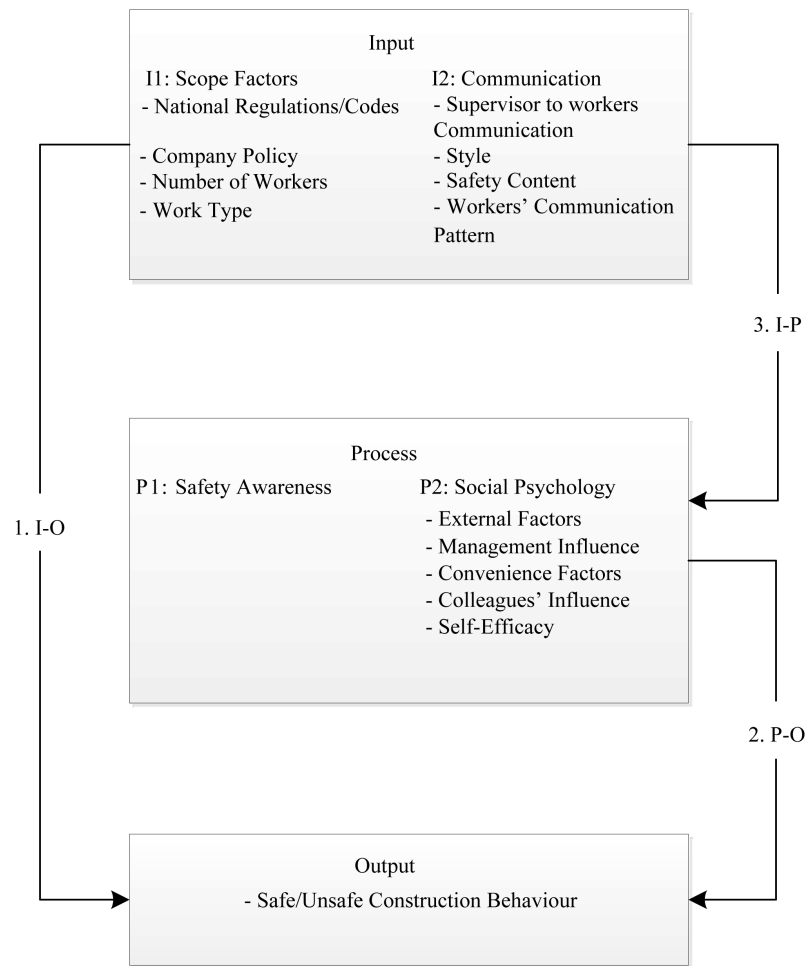 Input
I1: Scope Factors
- National Regulations/Codes
- Company Policy
- Number of Workers
- Work Type
I2: Communication
- Supervisor to workers
Communication
- Style
- Safety Content
- Workers’ Communication
Pattern
3. I-P
Process
P1: Safety Awareness
P2: Social Psychology
- External Factors
- Management Influence
- Convenience Factors
- Colleagues’ Influence
- Self-Efficacy
1. I-O
2. P-O
Output
- Safe/Unsafe Construction Behaviour